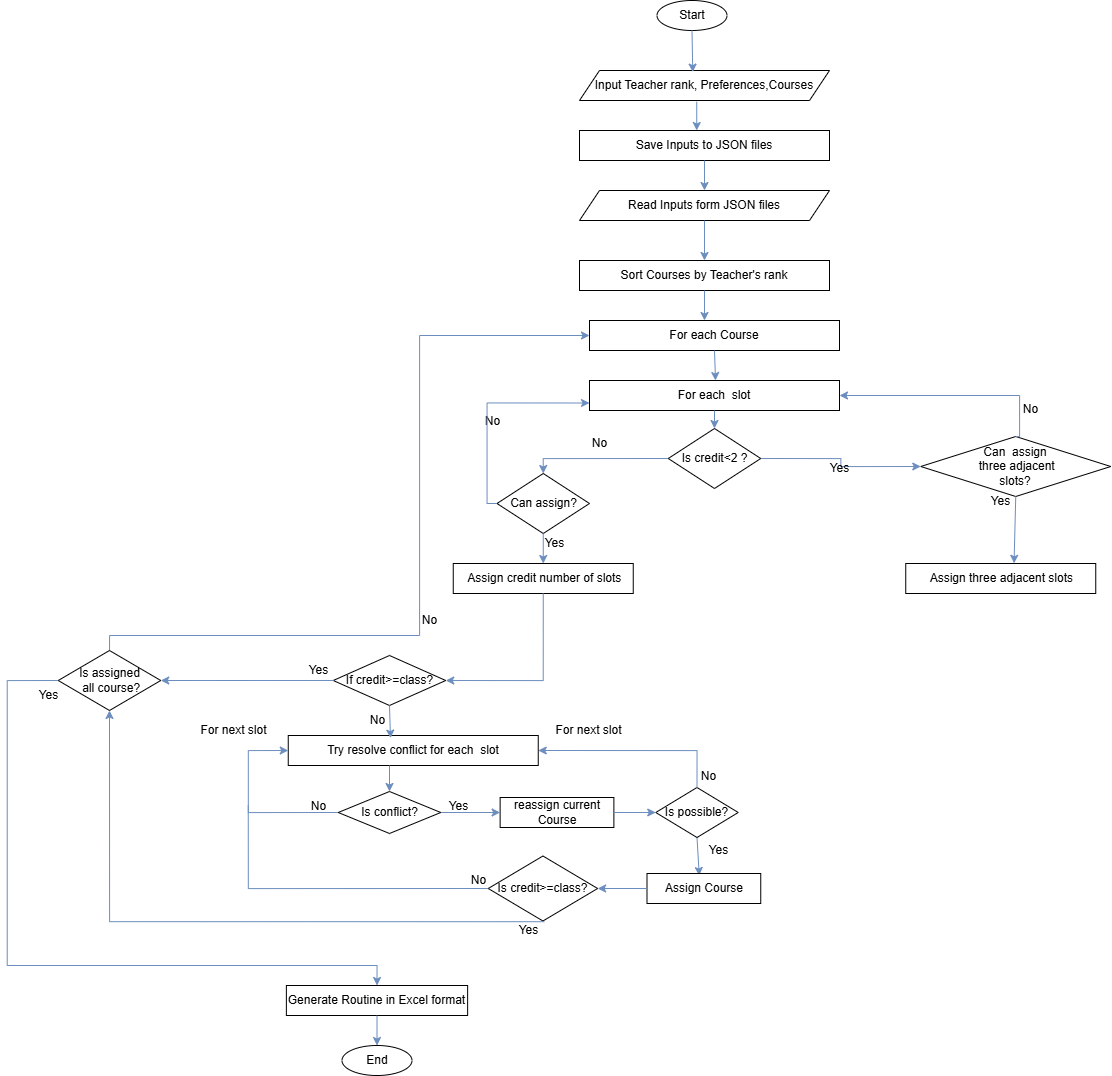 Start
Input Teacher rank, Preferences,Courses
Save Inputs to JSON files
Read Inputs form JSON files
Sort Courses by Teacher's rank
For each Course
For each slot
No
No
No
Is credit<2 ?
Yes
Can assign
three adjacent
slots?
Can assign?
Yes
Yes
Assign credit number of slots
Assign three adjacent slots
No
Is assigned
all course?
Yes
If credit>=class?
Yes
No
For next slot
For next slot
Try resolve conflict for each slot
No
No
Is conflict?
Yes
reassign current
Course
Is possible?
Yes
No
Is credit>=class?
Assign Course
Yes
Generate Routine in Excel format
End